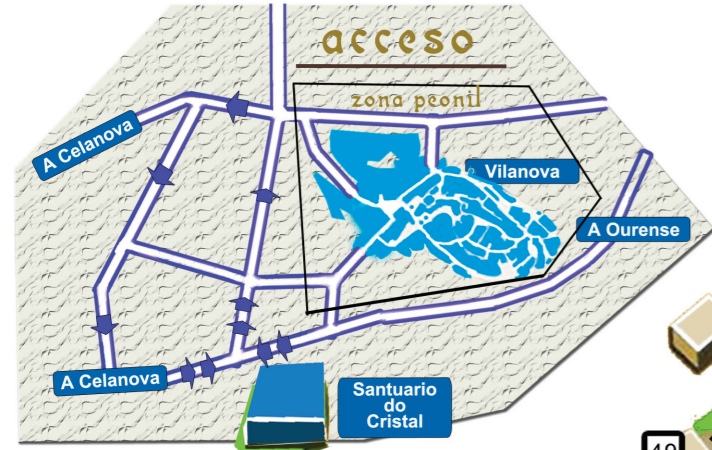 acceso
zona peonil
A Celanova
Vilanova
A Ourense
A Celanova
Santuario
do
Cristal